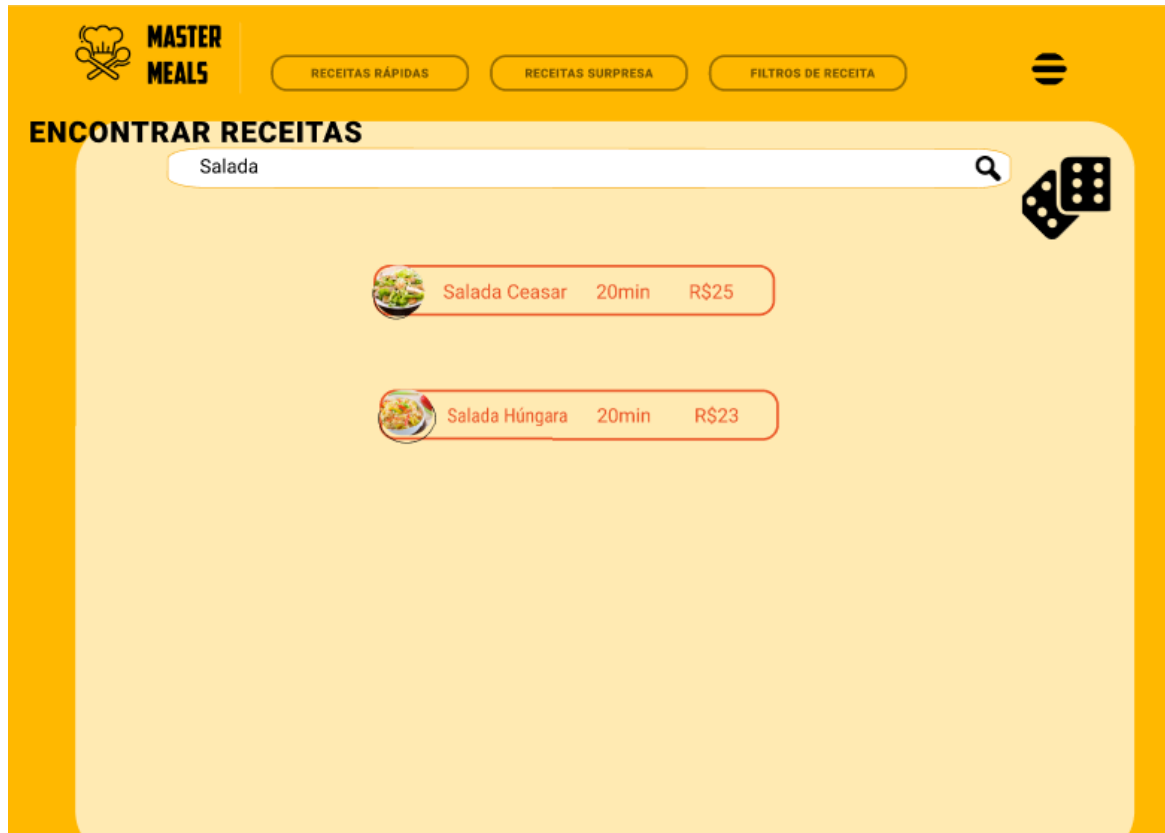 MASTER
MEALS
RECEITAS RÁPIDAS RECEITAS SURPRESA FILTROS DE RECEITA
ENCONTRAR RECEITAS
Salada
Salada Ceasar 20min R$25
Salada Húngara 20min R$23